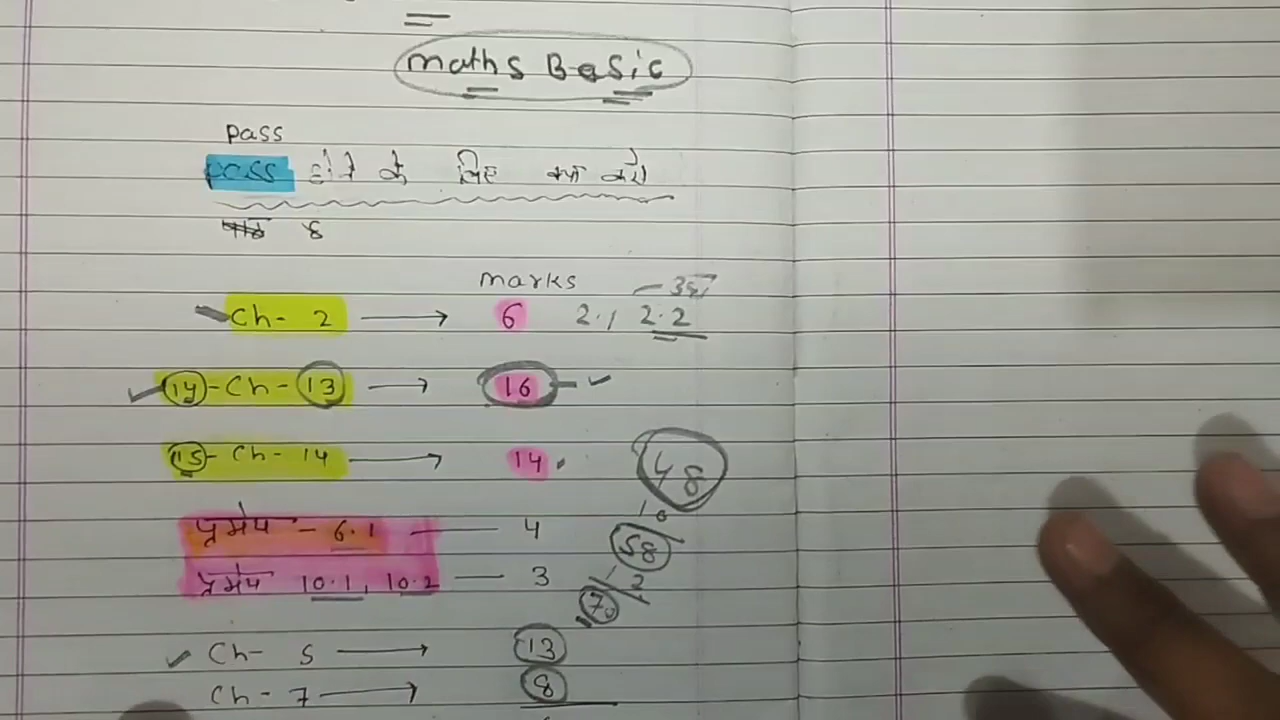 maths Basic
pass
pass होने के लिए क्या करे
8
marks
Ch- 2 → 6 2.1 2.2
14 - Ch - 13 → 16
15 - Ch - 14 → 14
48
प्रमेय - 6.1 — 4
10
58
प्रमेय 10.1, 10.2 — 3
12
70
Ch- 5 → 13
Ch - 7 → 8